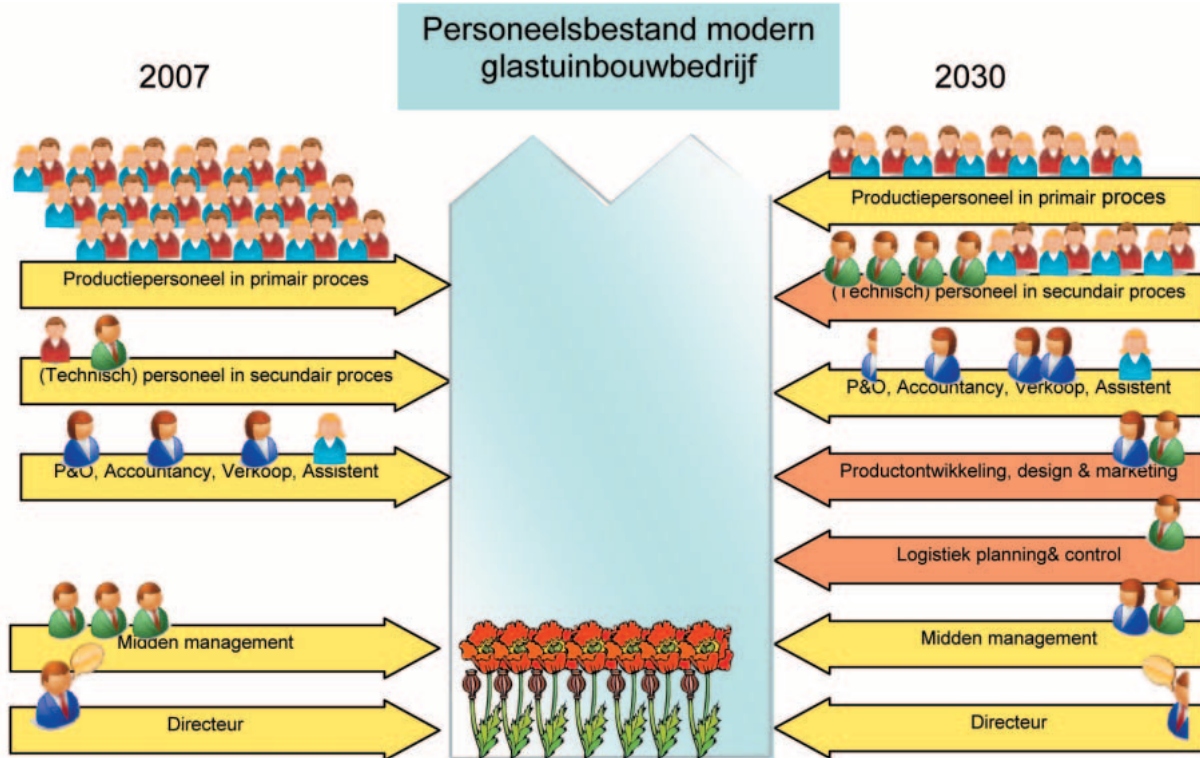 Personeelsbestand modern
glastuinbouwbedrijf
2007
Productiepersoneel in primair proces
(Technisch) personeel in secundair proces
P&O, Accountancy, Verkoop, Assistent
Midden management
Directeur
2030
Productiepersoneel in primair proces
(Technisch) personeel in secundair proces
P&O, Accountancy, Verkoop, Assistent
Productontwikkeling, design & marketing
Logistiek planning& control
Midden management
Directeur